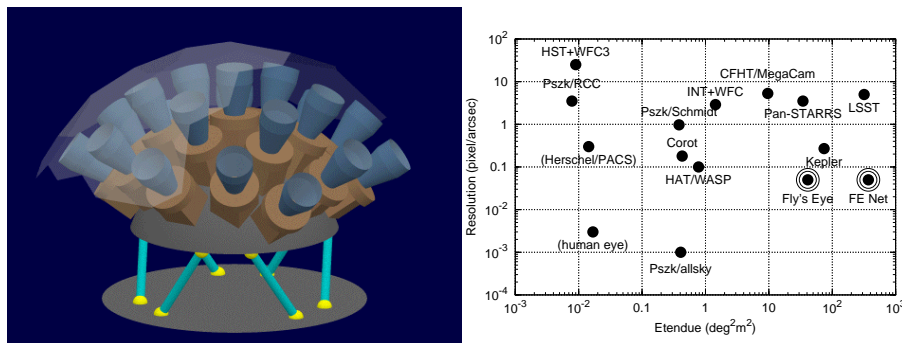 10²
10
1
0.1
10⁻²
10⁻³
10⁻⁴
Resolution (pixel/arcsec)
HST+WFC3
CFHT/MegaCam
Pszk/RCC
INT+WFC
Pszk/Schmidt
Pan-STARRS
LSST
Corot
(Herschel/PACS)
Kepler
HAT/WASP
Fly's Eye
FE Net
(human eye)
Pszk/allsky
10⁻³
10⁻²
0.1
1
10
10²
10³
Etendue (deg²m²)